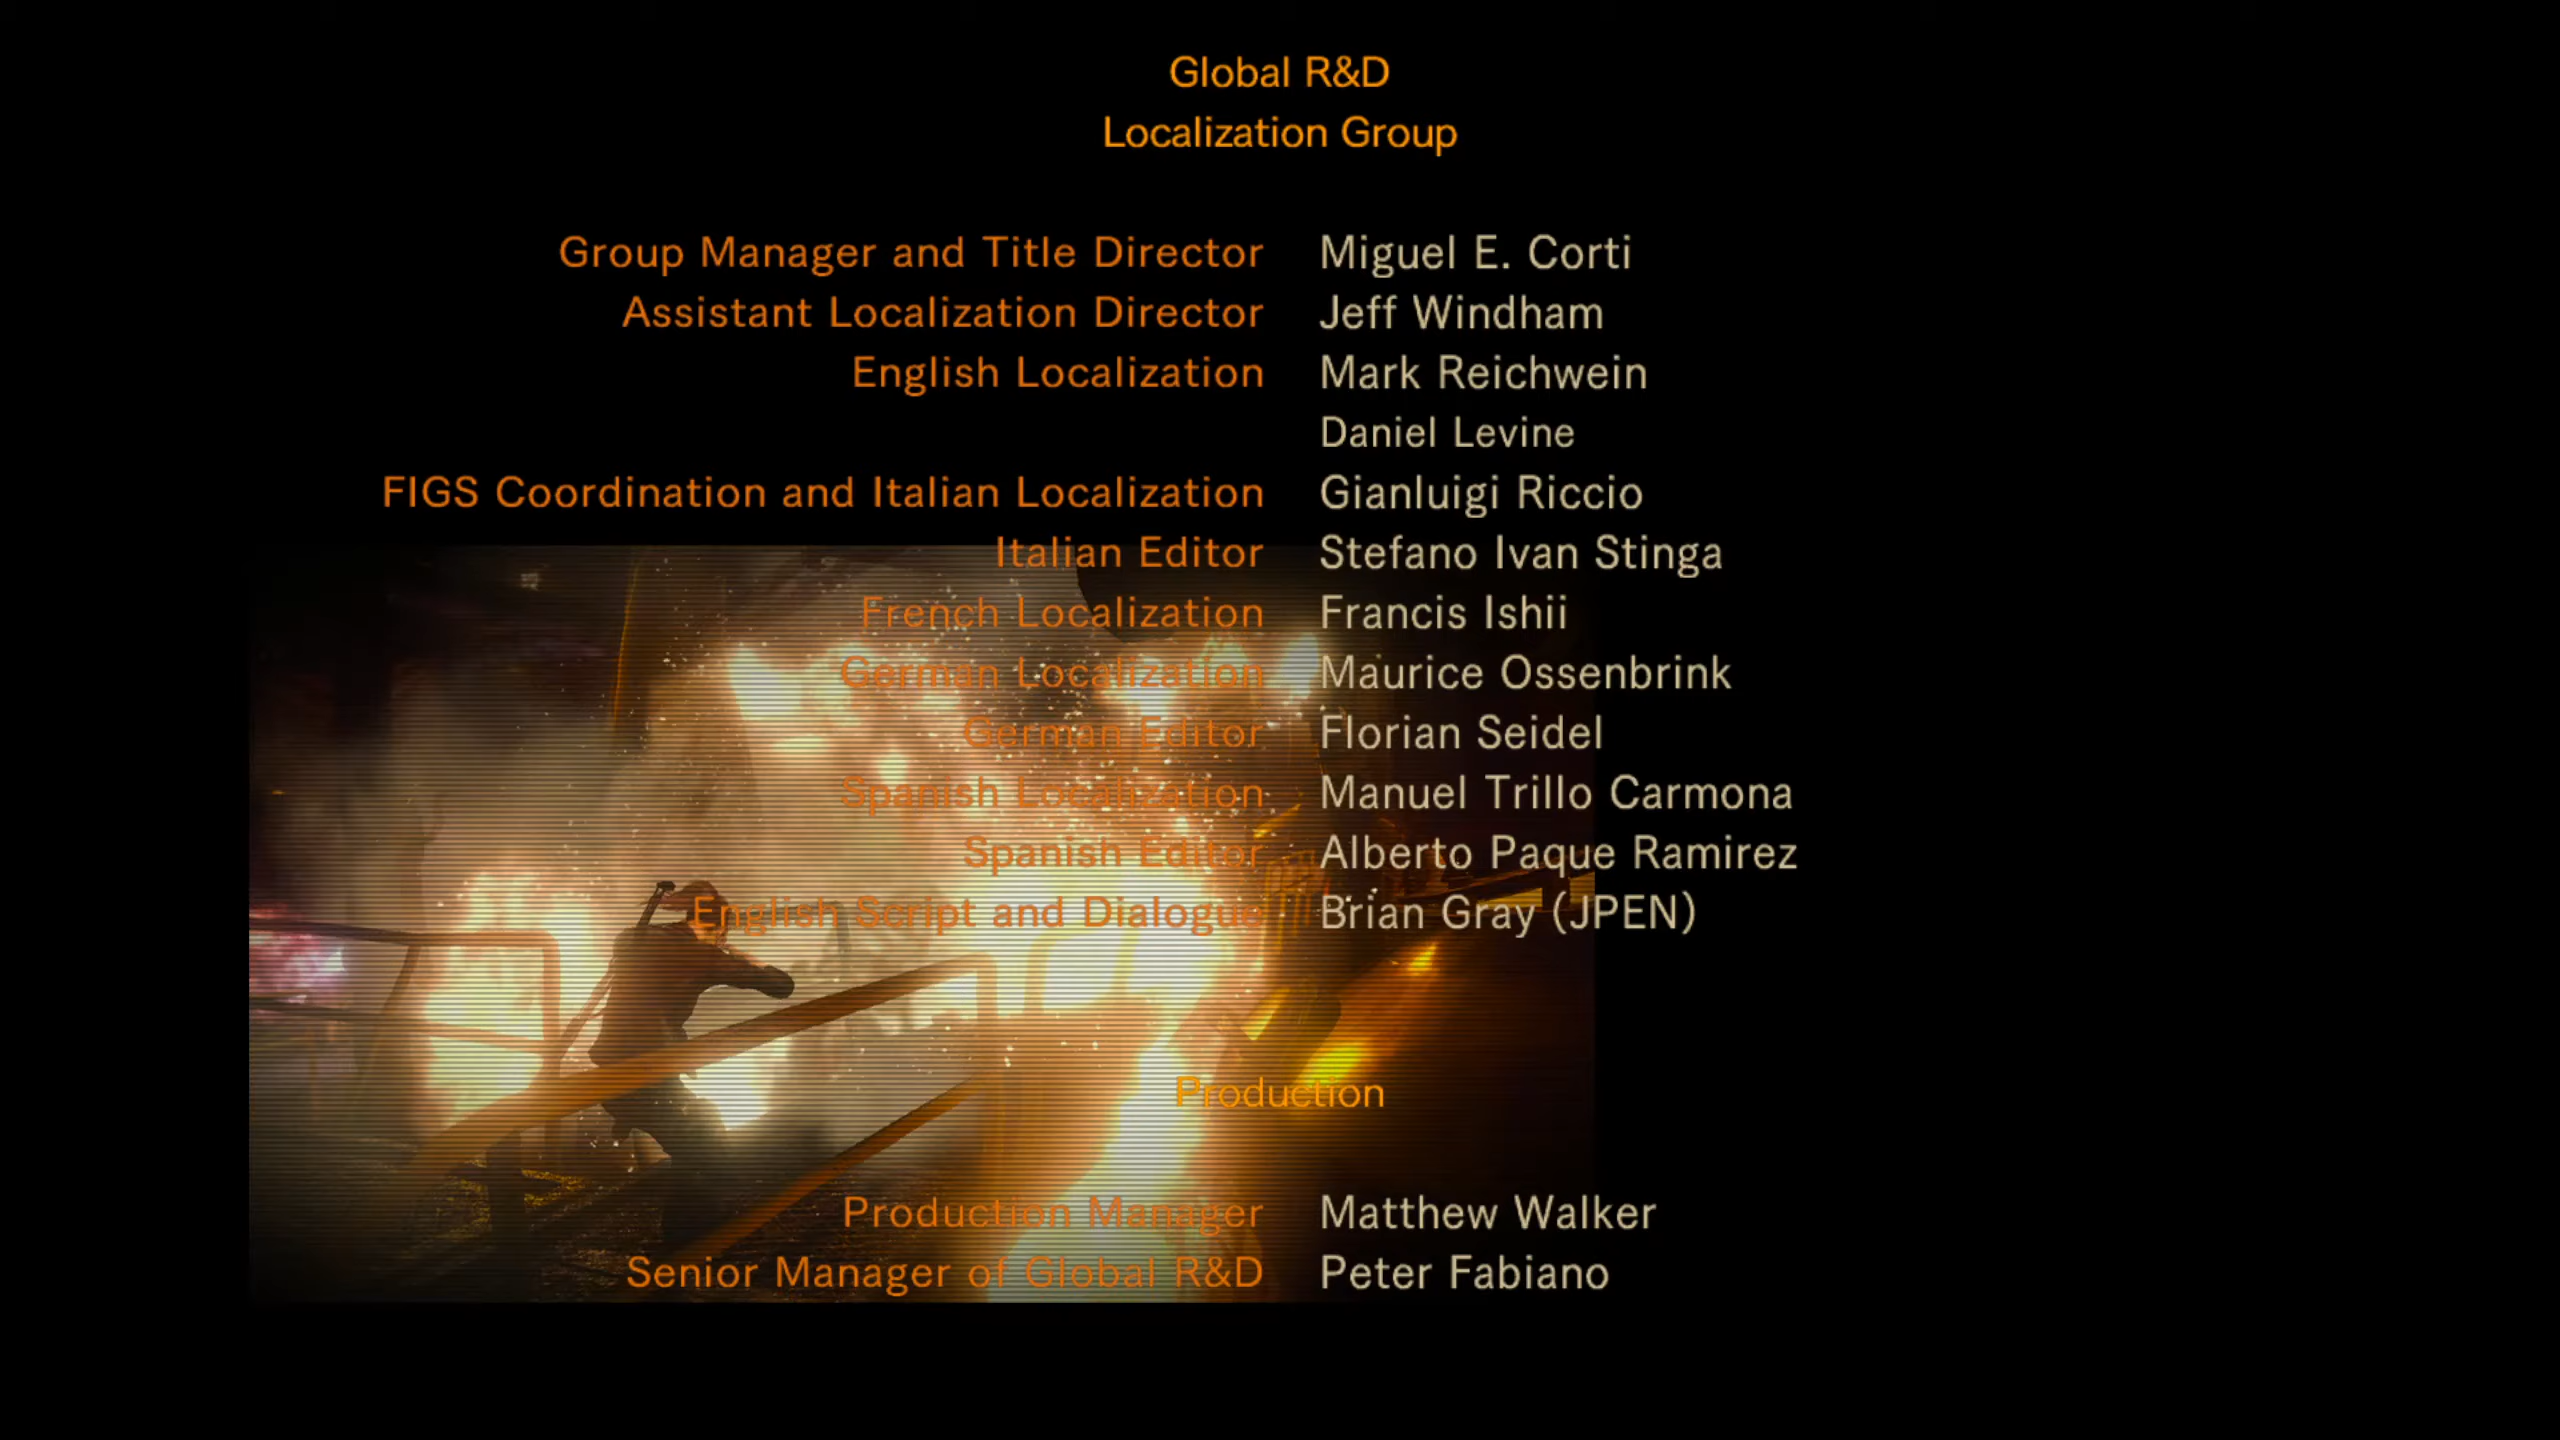 Global R&D
Localization Group
Group Manager and Title Director Miguel E. Corti
Assistant Localization Director Jeff Windham
English Localization Mark Reichwein
Daniel Levine
FIGS Coordination and Italian Localization Gianluigi Riccio
Italian Editor Stefano Ivan Stinga
French Localization Francis Ishii
German Localization Maurice Ossenbrink
German Editor Florian Seidel
Spanish Localization Manuel Trillo Carmona
Spanish Editor Alberto Paque Ramirez
English Script and Dialogue Brian Gray (JPEN)
Production
Production Manager Matthew Walker
Senior Manager of Global R&D Peter Fabiano